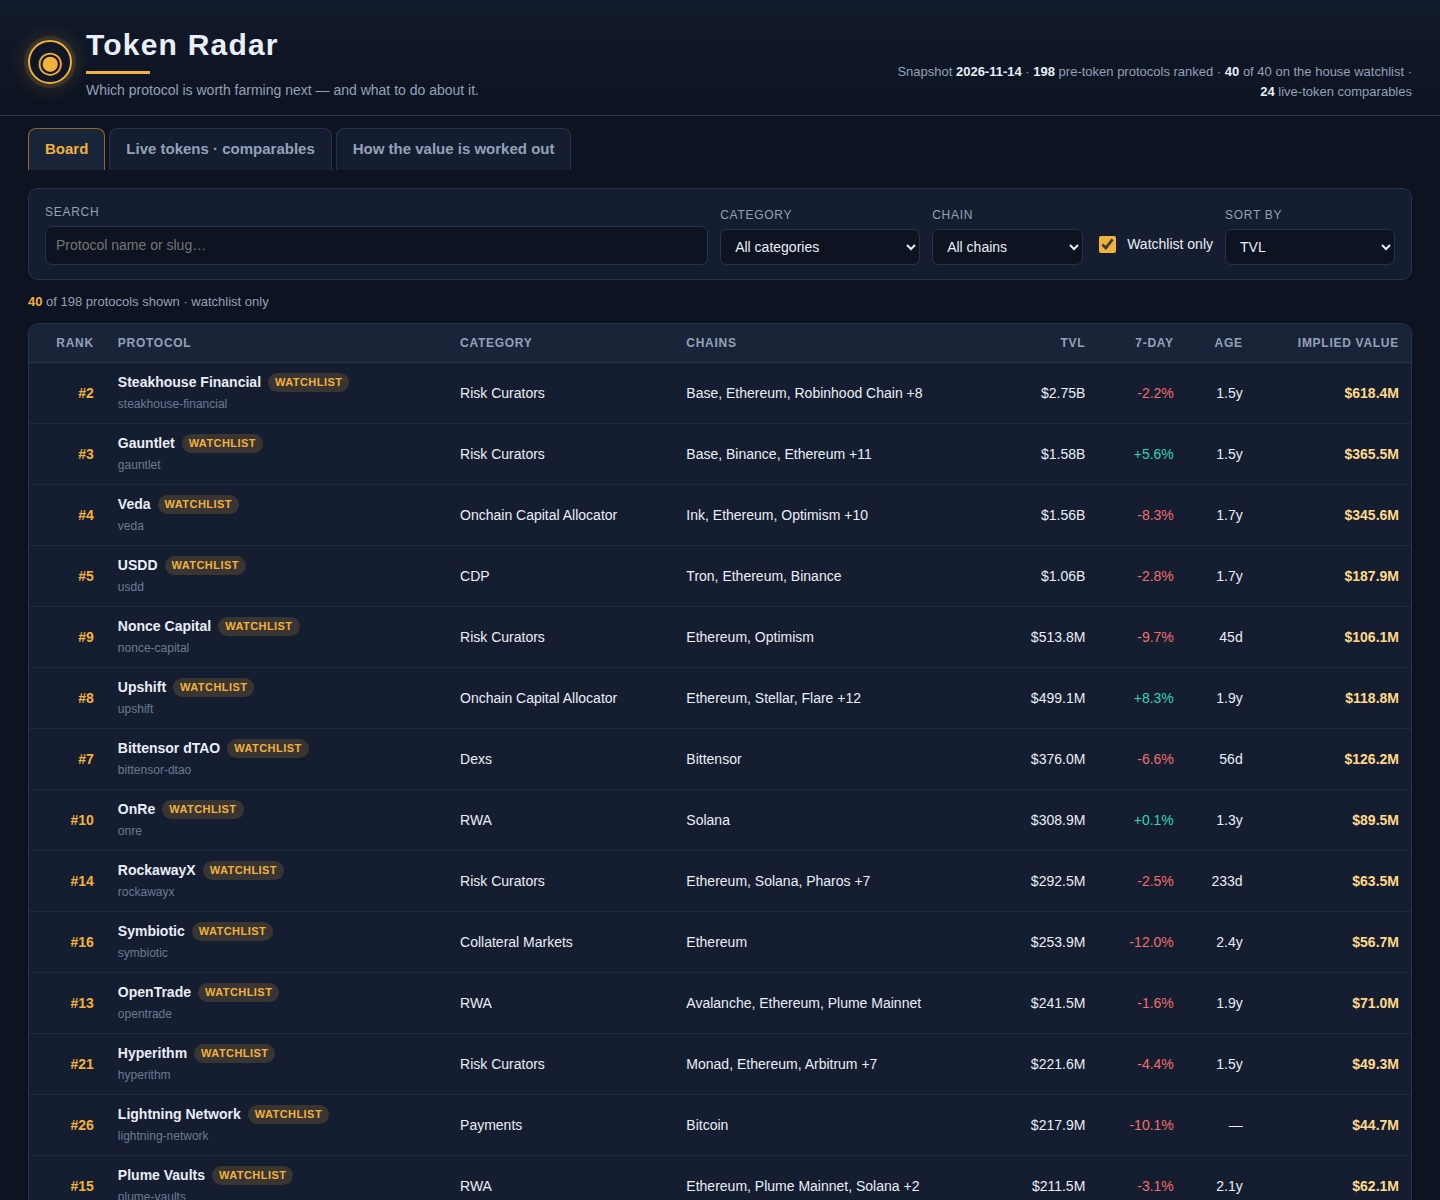 Token Radar
Which protocol is worth farming next — and what to do about it.
Snapshot 2026-11-14 · 198 pre-token protocols ranked · 40 of 40 on the house watchlist ·
24 live-token comparables
Board
Live tokens · comparables
How the value is worked out
SEARCH
Protocol name or slug…
CATEGORY
All categories
CHAIN
All chains
Watchlist only
SORT BY
TVL
40 of 198 protocols shown · watchlist only
RANK PROTOCOL CATEGORY CHAINS TVL 7-DAY AGE IMPLIED VALUE
#2 Steakhouse Financial WATCHLIST Risk Curators Base, Ethereum, Robinhood Chain +8 $2.75B -2.2% 1.5y $618.4M
steakhouse-financial
#3 Gauntlet WATCHLIST Risk Curators Base, Binance, Ethereum +11 $1.58B +5.6% 1.5y $365.5M
gauntlet
#4 Veda WATCHLIST Onchain Capital Allocator Ink, Ethereum, Optimism +10 $1.56B -8.3% 1.7y $345.6M
veda
#5 USDD WATCHLIST CDP Tron, Ethereum, Binance $1.06B -2.8% 1.7y $187.9M
usdd
#9 Nonce Capital WATCHLIST Risk Curators Ethereum, Optimism $513.8M -9.7% 45d $106.1M
nonce-capital
#8 Upshift WATCHLIST Onchain Capital Allocator Ethereum, Stellar, Flare +12 $499.1M +8.3% 1.9y $118.8M
upshift
#7 Bittensor dTAO WATCHLIST Dexs Bittensor $376.0M -6.6% 56d $126.2M
bittensor-dtao
#10 OnRe WATCHLIST RWA Solana $308.9M +0.1% 1.3y $89.5M
onre
#14 RockawayX WATCHLIST Risk Curators Ethereum, Solana, Pharos +7 $292.5M -2.5% 233d $63.5M
rockawayx
#16 Symbiotic WATCHLIST Collateral Markets Ethereum $253.9M -12.0% 2.4y $56.7M
symbiotic
#13 OpenTrade WATCHLIST RWA Avalanche, Ethereum, Plume Mainnet $241.5M -1.6% 1.9y $71.0M
opentrade
#21 Hyperithm WATCHLIST Risk Curators Monad, Ethereum, Arbitrum +7 $221.6M -4.4% 1.5y $49.3M
hyperithm
#26 Lightning Network WATCHLIST Payments Bitcoin $217.9M -10.1% — $44.7M
lightning-network
#15 Plume Vaults WATCHLIST RWA Ethereum, Plume Mainnet, Solana +2 $211.5M -3.1% 2.1y $62.1M
plume-vaults